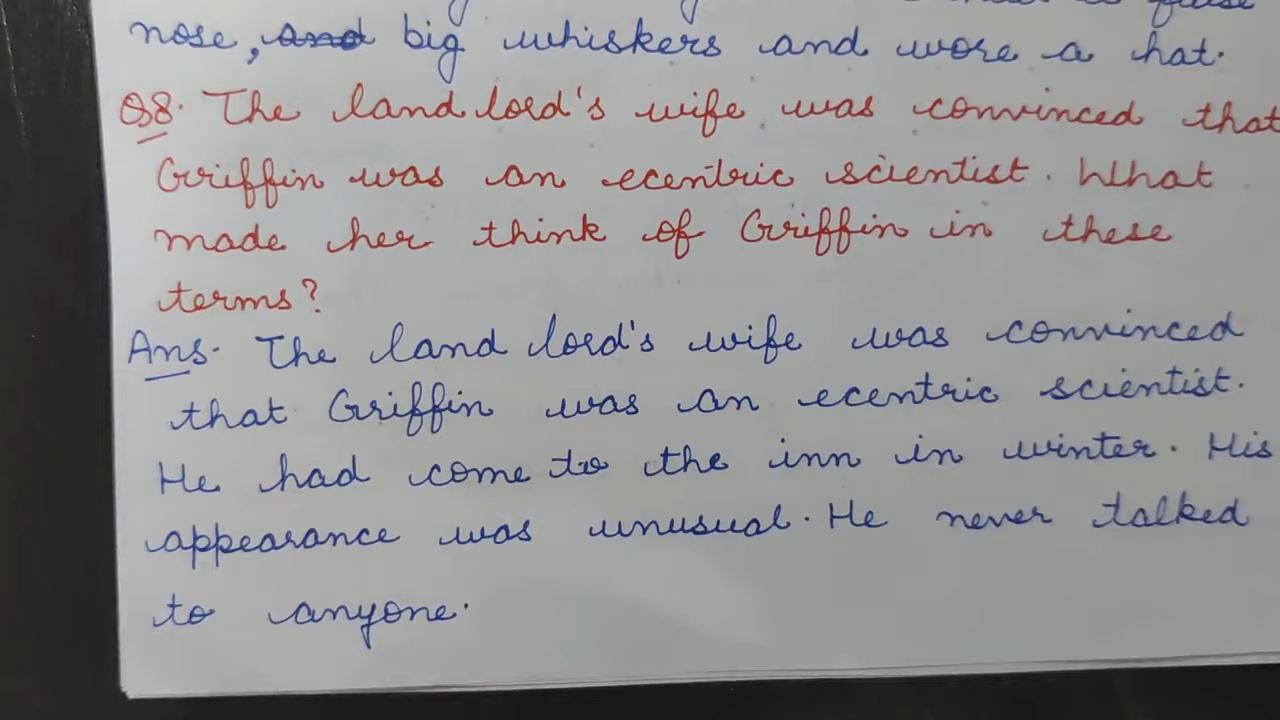 nose, and big whiskers and wore a hat.
Q8. The land lord's wife was convinced that
Griffin was an ecentric scientist. What
made her think of Griffin in these
terms?
Ans. The land lord's wife was convinced
that Griffin was an ecentric scientist.
He had come to the inn in winter. His
appearance was unusual. He never talked
to anyone.